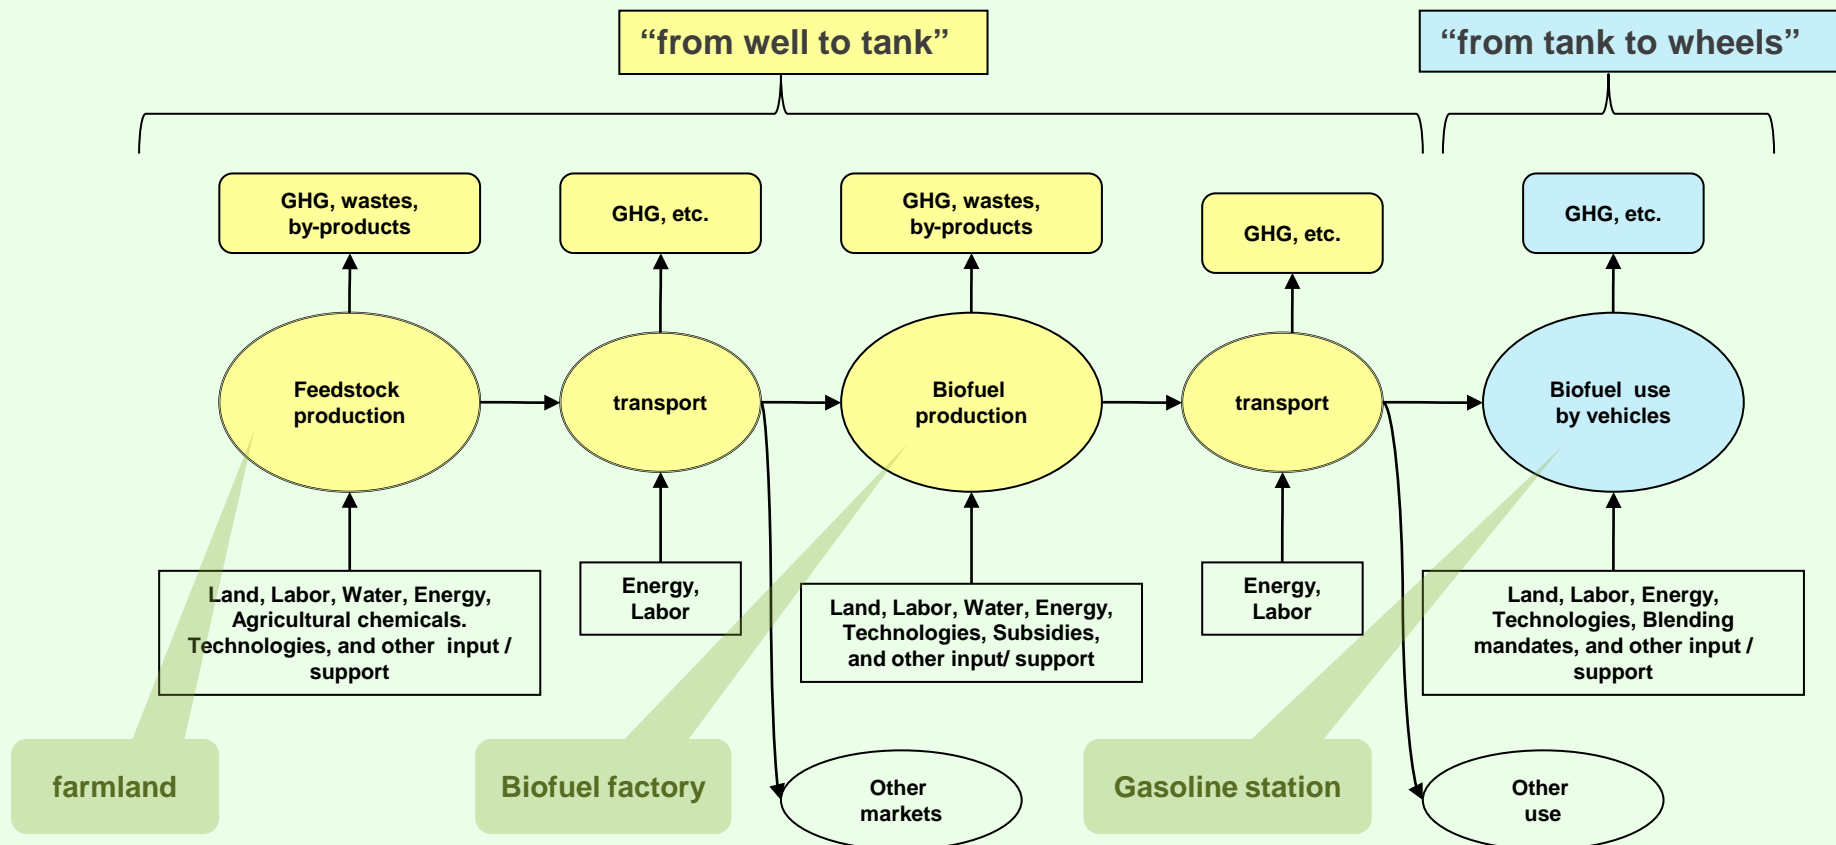 “from well to tank”
“from tank to wheels”
GHG, wastes,
by-products
GHG, etc.
GHG, wastes,
by-products
GHG, etc.
GHG, etc.
Feedstock
production
transport
Biofuel
production
transport
Biofuel use
by vehicles
Land, Labor, Water, Energy,
Agricultural chemicals.
Technologies, and other input /
support
Energy,
Labor
Land, Labor, Water, Energy,
Technologies, Subsidies,
and other input/ support
Energy,
Labor
Land, Labor, Energy,
Technologies, Blending
mandates, and other input /
support
farmland
Biofuel factory
Other
markets
Gasoline station
Other
use